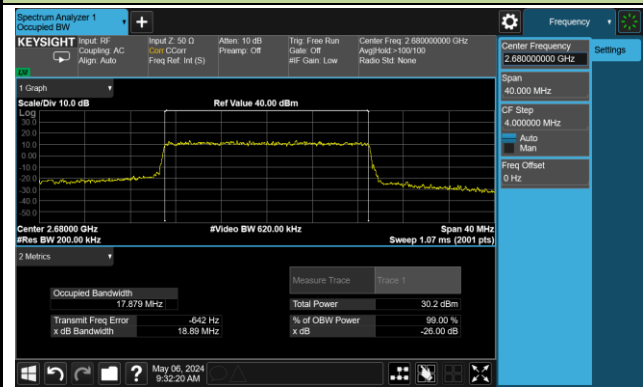 Spectrum Analyzer 1
Occupied BW
Frequency
KEYSIGHT
Input: RF
Coupling: AC
Align: Auto
Input Z: 50 Ω
Corr CCorr
Freq Ref: Int (S)
Atten: 10 dB
Preamp: Off
Trig: Free Run
Gate: Off
#IF Gain: Low
Center Freq: 2.680000000 GHz
Avg|Hold:>100/100
Radio Std: None
Center Frequency
2.680000000 GHz
Settings
Span
40.000 MHz
CF Step
4.000000 MHz
Auto
Man
Freq Offset
0 Hz
1 Graph
Scale/Div 10.0 dB
Ref Value 40.00 dBm
Log
30.0
20.0
10.0
0.00
-10.0
-20.0
-30.0
-40.0
-50.0
Center 2.68000 GHz
#Video BW 620.00 kHz
Span 40 MHz
#Res BW 200.00 kHz
Sweep 1.07 ms (2001 pts)
2 Metrics
Measure Trace
Trace 1
Occupied Bandwidth
17.879 MHz
Total Power
30.2 dBm
Transmit Freq Error
-642 Hz
% of OBW Power
99.00 %
x dB Bandwidth
18.89 MHz
x dB
-26.00 dB
May 06, 2024
9:32:20 AM